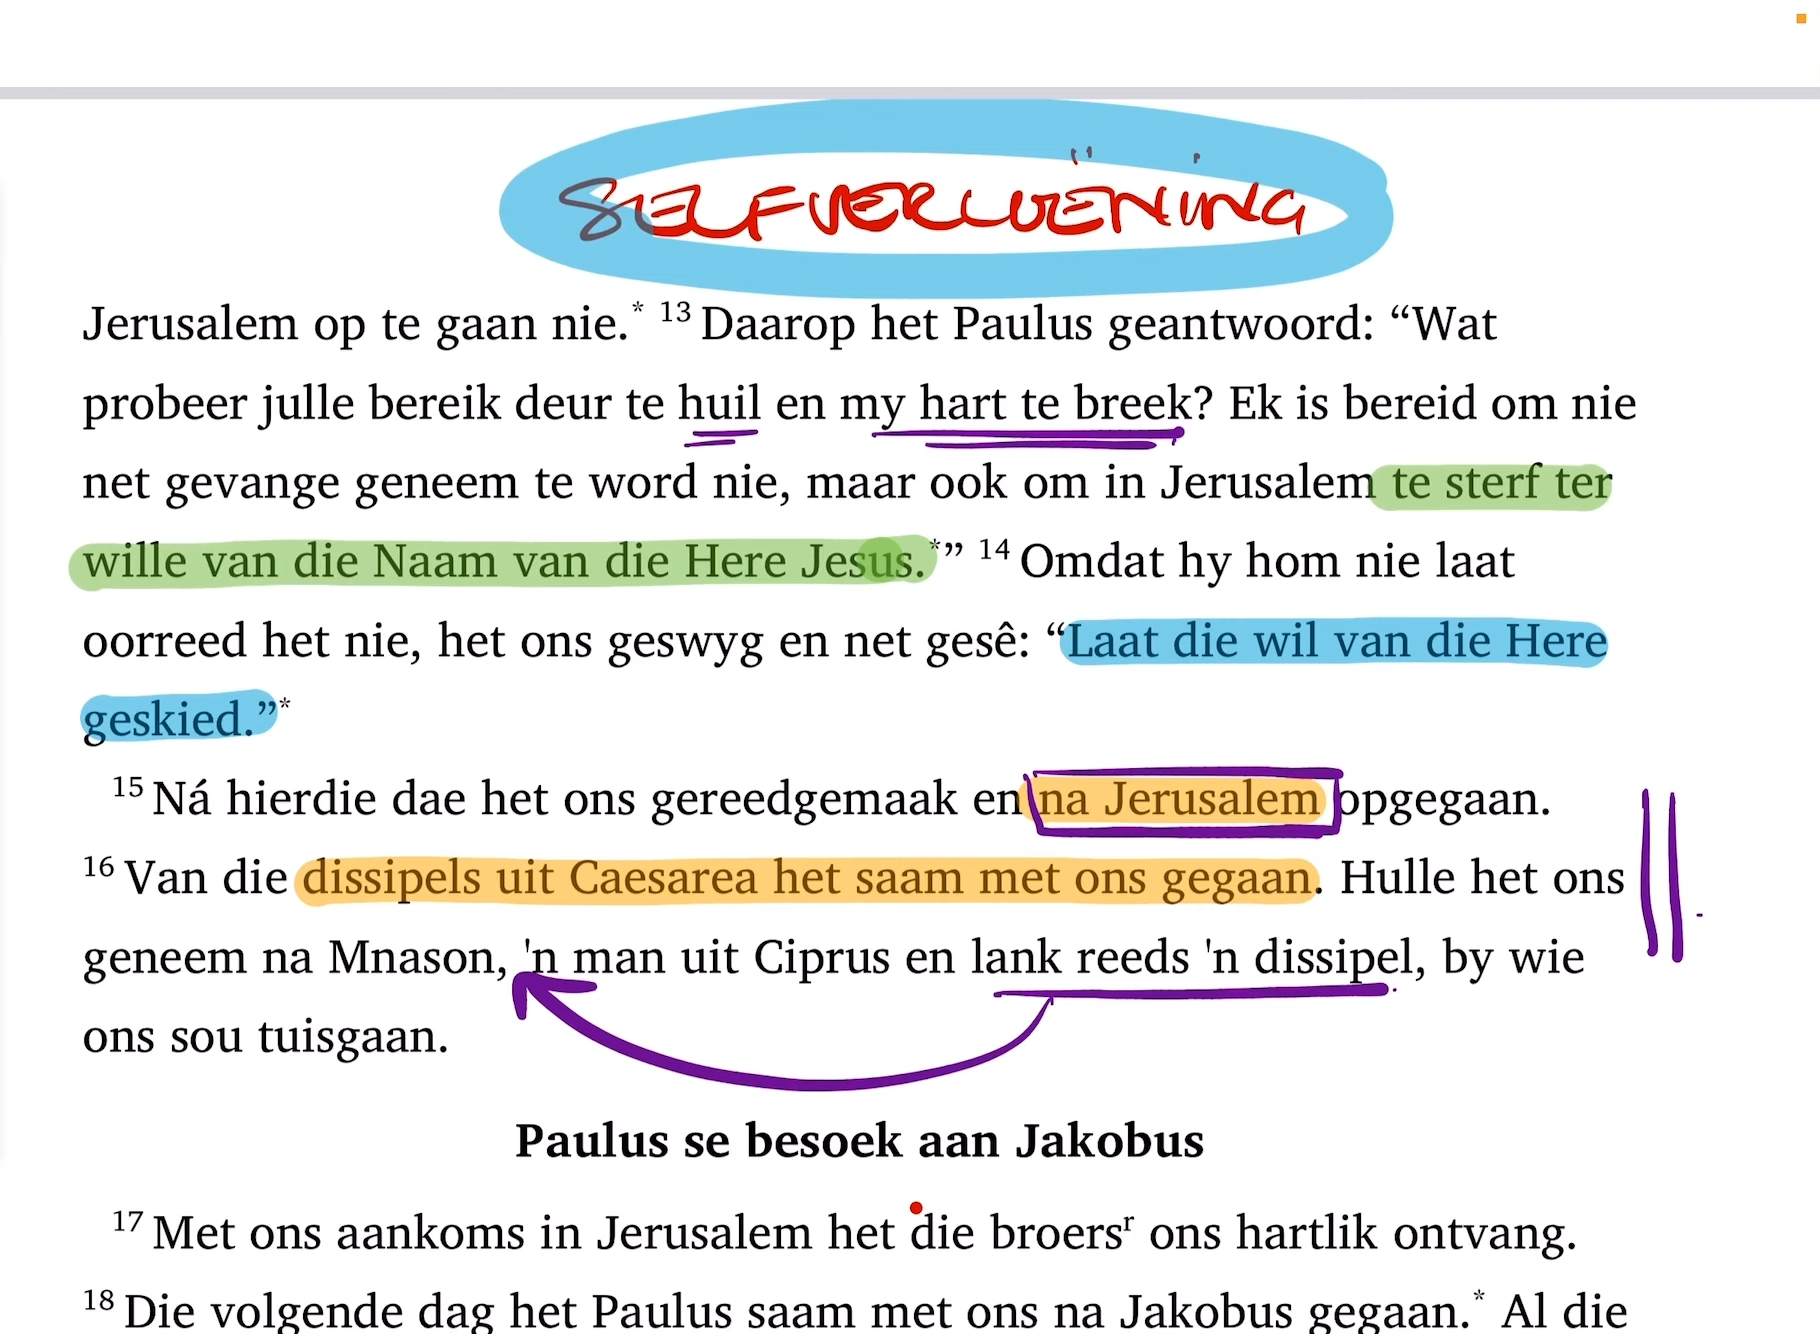 SELFVERLOËNING
Jerusalem op te gaan nie.* 13 Daarop het Paulus geantwoord: “Wat
probeer julle bereik deur te huil en my hart te breek? Ek is bereid om nie
net gevange geneem te word nie, maar ook om in Jerusalem te sterf ter
wille van die Naam van die Here Jesus.*” 14 Omdat hy hom nie laat
oorreed het nie, het ons geswyg en net gesê: “Laat die wil van die Here
geskied.”*
15 Ná hierdie dae het ons gereedgemaak en na Jerusalem opgegaan.
16 Van die dissipels uit Caesarea het saam met ons gegaan. Hulle het ons
geneem na Mnason, 'n man uit Ciprus en lank reeds 'n dissipel, by wie
ons sou tuisgaan.
Paulus se besoek aan Jakobus
17 Met ons aankoms in Jerusalem het die broers r ons hartlik ontvang.
18 Die volgende dag het Paulus saam met ons na Jakobus gegaan.* Al die